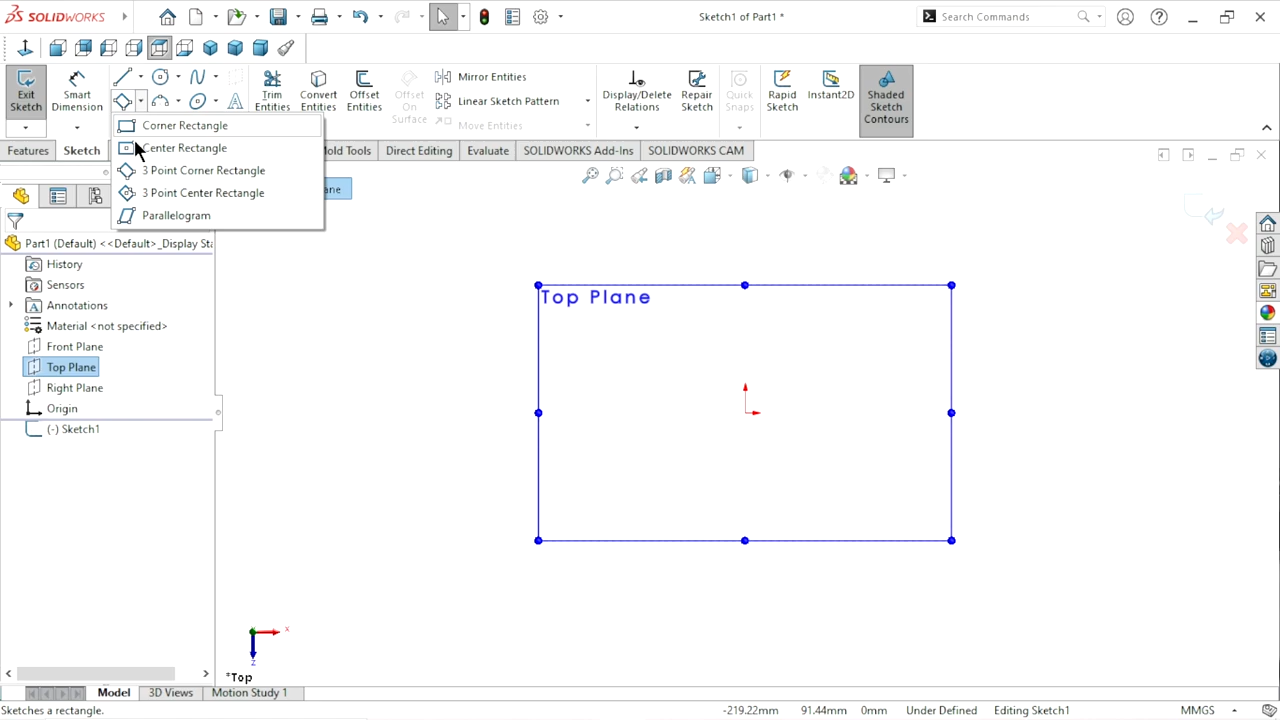 SOLIDWORKS
Sketch1 of Part1 *
Search Commands
Exit Sketch
Smart Dimension
Trim Entities
Convert Entities
Offset Entities
Offset On Surface
Mirror Entities
Linear Sketch Pattern
Move Entities
Display/Delete Relations
Repair Sketch
Quick Snaps
Rapid Sketch
Instant2D
Shaded Sketch Contours
Corner Rectangle
Center Rectangle
3 Point Corner Rectangle
3 Point Center Rectangle
Parallelogram
Features
Sketch
Mold Tools
Direct Editing
Evaluate
SOLIDWORKS Add-Ins
SOLIDWORKS CAM
Part1 (Default) <<Default>_Display Sta
History
Sensors
Annotations
Material <not specified>
Front Plane
Top Plane
Right Plane
Origin
(-) Sketch1
Top Plane
x
z
*Top
Model
3D Views
Motion Study 1
Sketches a rectangle.
-219.22mm
91.44mm
0mm
Under Defined
Editing Sketch1
MMGS